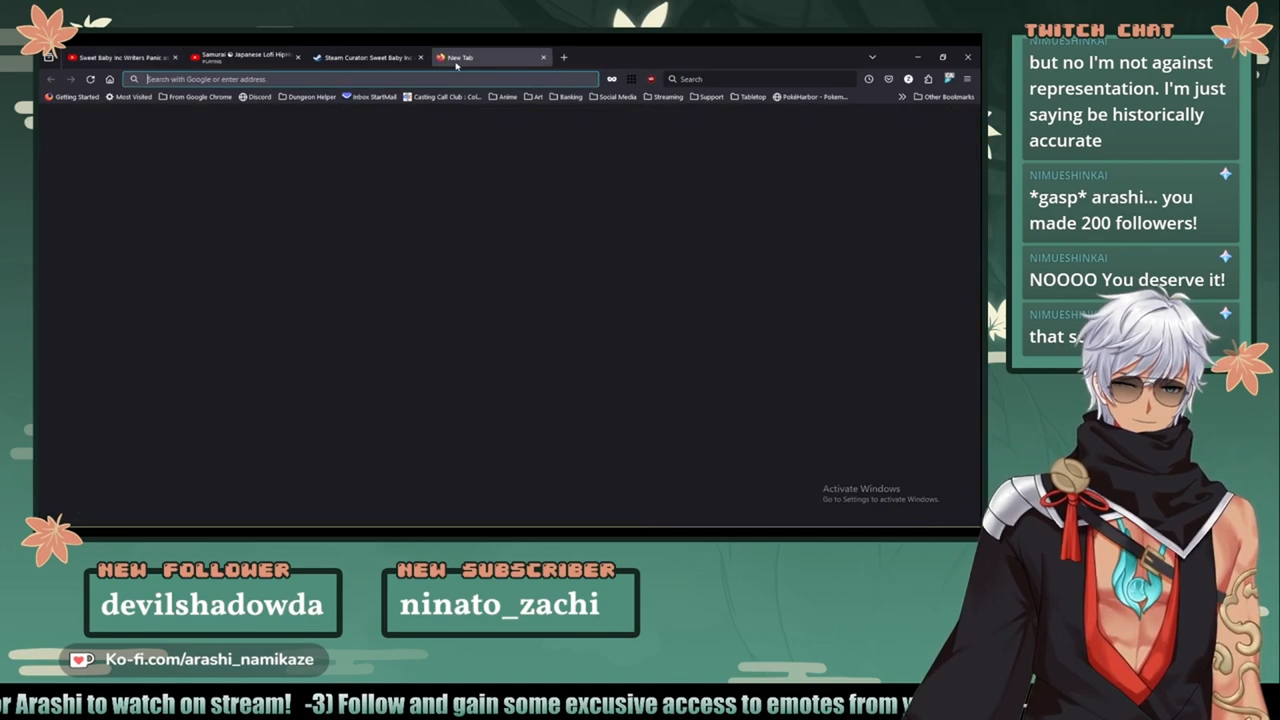 Sweet Baby Inc Writers Panic as
Samurai ☯ Japanese Lofi HipH
PLAYING
Steam Curator: Sweet Baby Inc
New Tab
Search with Google or enter address
Search
Getting Started
Most Visited
From Google Chrome
Discord
Dungeon Helper
Inbox StartMail
Casting Call Club : Col...
Anime
Art
Banking
Social Media
Streaming
Support
Tabletop
PokéHarbor - Pokem...
Other Bookmarks
Activate Windows
Go to Settings to activate Windows.
TWITCH CHAT
NIMUESHINKAI
but no I'm not against
representation. I'm just
saying be historically
accurate
NIMUESHINKAI
*gasp* arashi... you
made 200 followers!
NIMUESHINKAI
NOOOO You deserve it!
that
NEW FOLLOWER
devilshadowda
NEW SUBSCRIBER
ninato_zachi
Ko-fi.com/arashi_namikaze
or Arashi to watch on stream! -3) Follow and gain some excusive access to emotes from